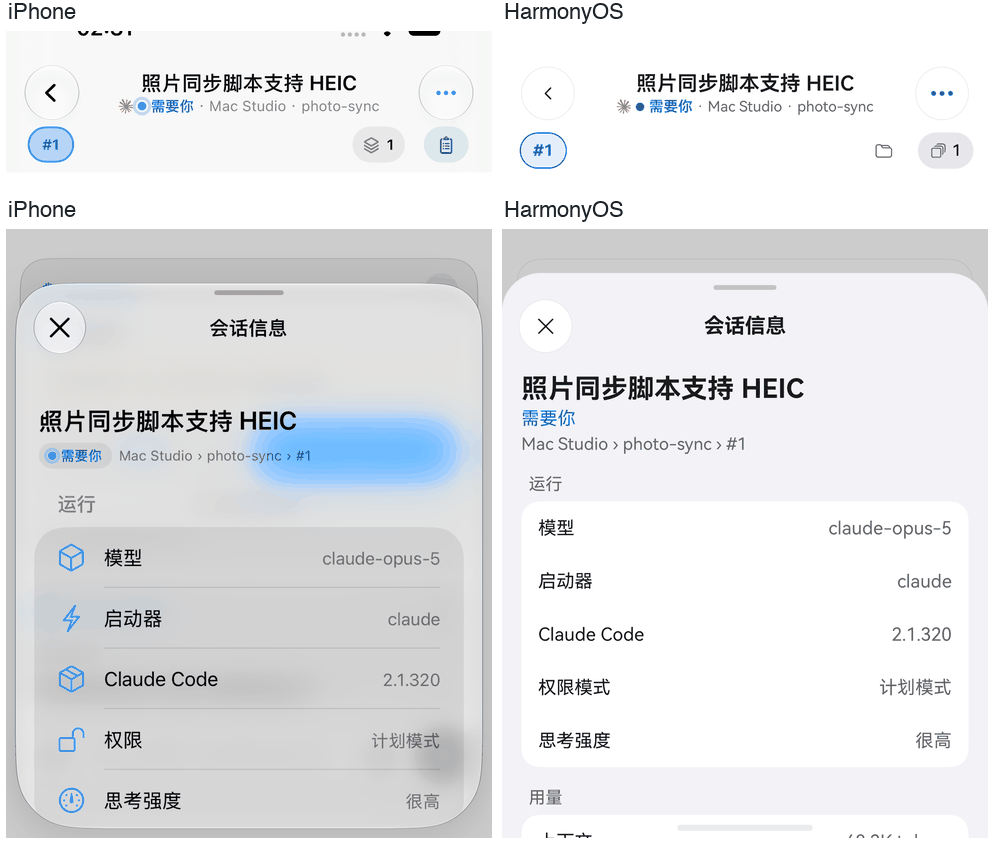 iPhone
HarmonyOS
02:31
照片同步脚本支持 HEIC
需要你 · Mac Studio · photo-sync
#1
1
照片同步脚本支持 HEIC
需要你 · Mac Studio · photo-sync
#1
1
iPhone
HarmonyOS
会话信息
照片同步脚本支持 HEIC
需要你 Mac Studio › photo-sync › #1
运行
模型 claude-opus-5
启动器 claude
Claude Code 2.1.320
权限 计划模式
思考强度 很高
会话信息
照片同步脚本支持 HEIC
需要你
Mac Studio › photo-sync › #1
运行
模型 claude-opus-5
启动器 claude
Claude Code 2.1.320
权限模式 计划模式
思考强度 很高
用量
上下文